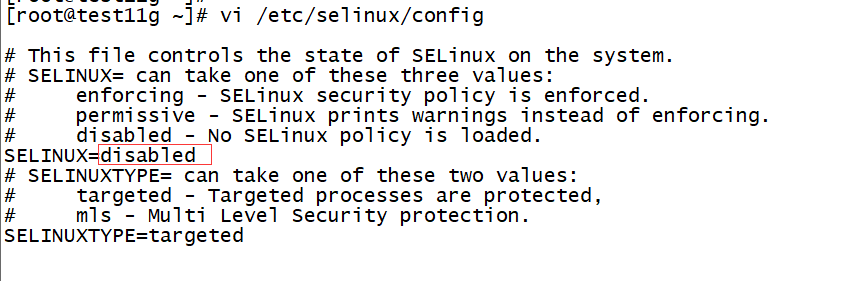 [root@test11g ~]# vi /etc/selinux/config
# This file controls the state of SELinux on the system.
# SELINUX= can take one of these three values:
#     enforcing - SELinux security policy is enforced.
#     permissive - SELinux prints warnings instead of enforcing.
#     disabled - No SELinux policy is loaded.
SELINUX=disabled
# SELINUXTYPE= can take one of these two values:
#     targeted - Targeted processes are protected,
#     mls - Multi Level Security protection.
SELINUXTYPE=targeted